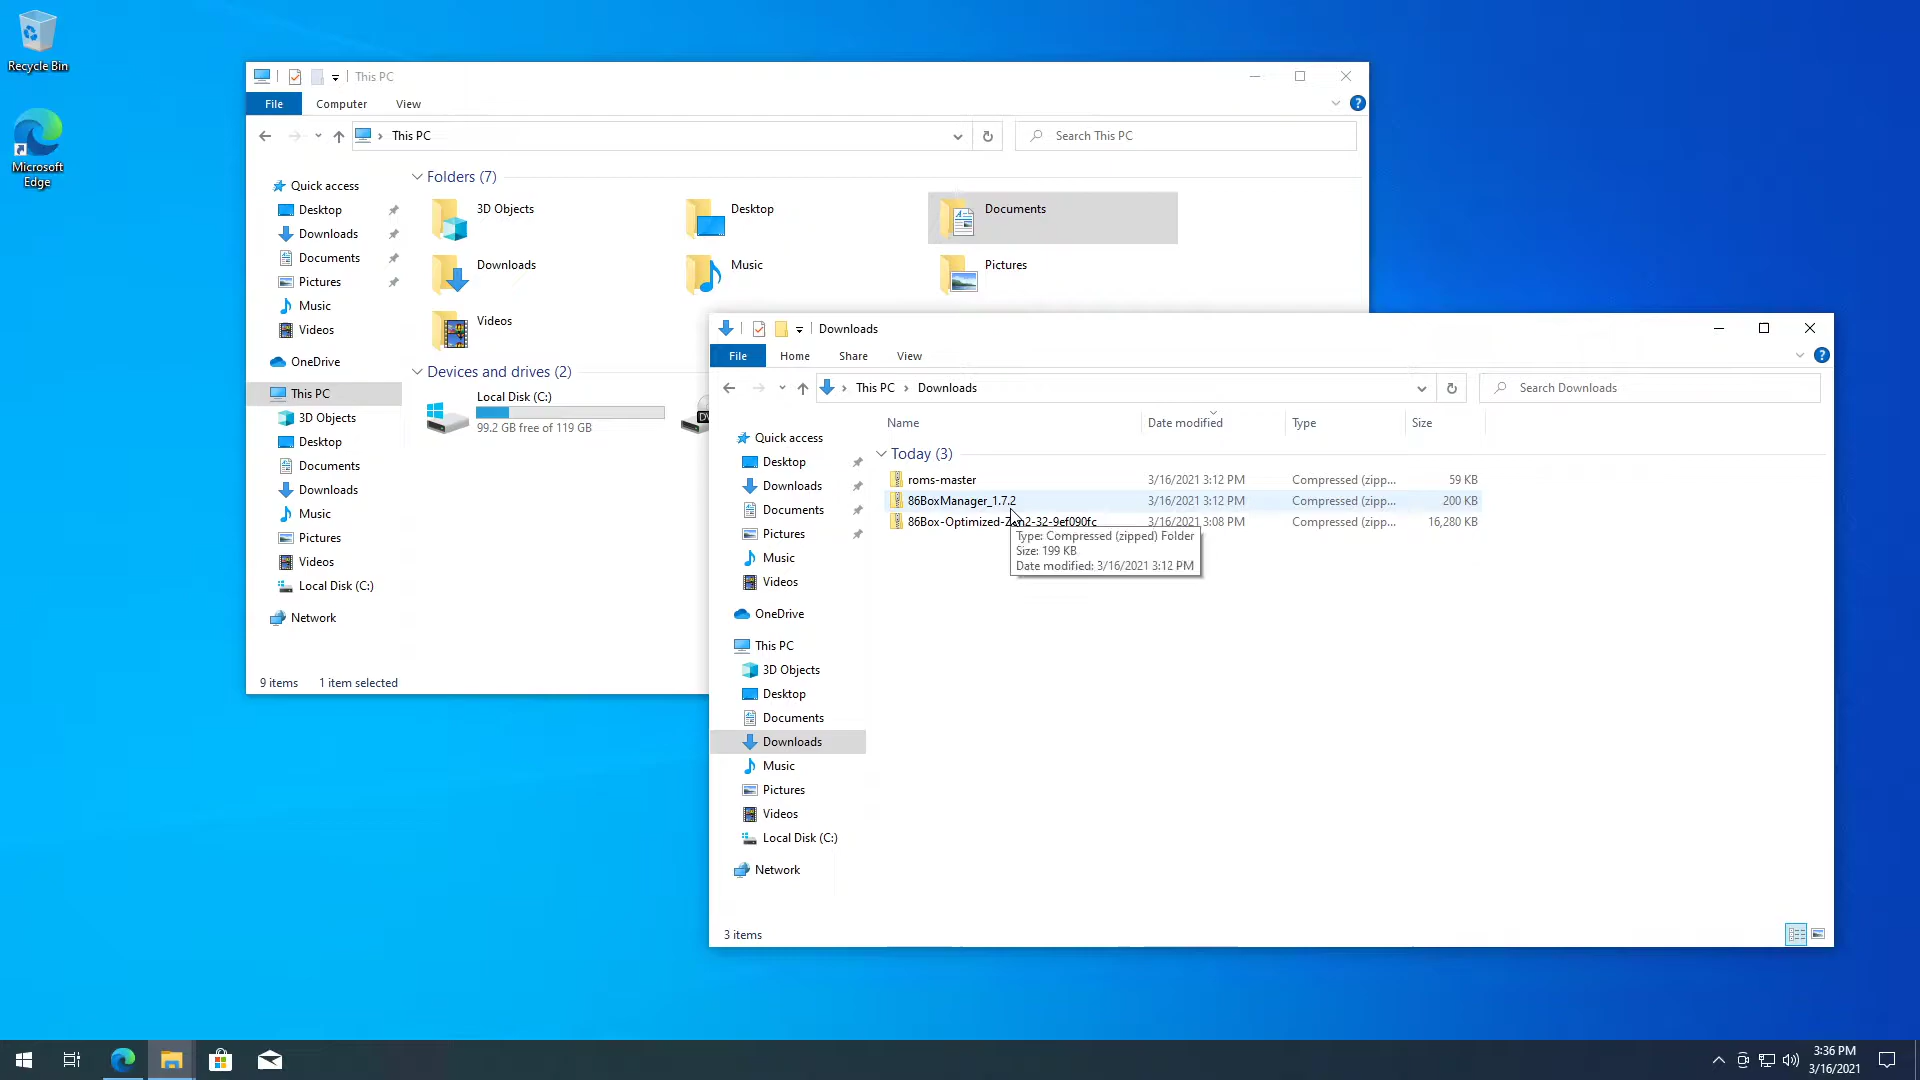 Recycle Bin
Microsoft
Edge
This PC
File
Computer
View
This PC
Search This PC
Quick access
Desktop
Downloads
Documents
Pictures
Music
Videos
OneDrive
This PC
3D Objects
Desktop
Documents
Downloads
Music
Pictures
Videos
Local Disk (C:)
Network
Folders (7)
3D Objects
Desktop
Documents
Downloads
Music
Pictures
Videos
Devices and drives (2)
Local Disk (C:)
99.2 GB free of 119 GB
9 items
1 item selected
Downloads
File
Home
Share
View
This PC
Downloads
Search Downloads
Quick access
Desktop
Downloads
Documents
Pictures
Music
Videos
OneDrive
This PC
3D Objects
Desktop
Documents
Downloads
Music
Pictures
Videos
Local Disk (C:)
Network
Name Date modified Type Size
Today (3)
roms-master 3/16/2021 3:12 PM Compressed (zipp... 59 KB
86BoxManager_1.7.2 3/16/2021 3:12 PM Compressed (zipp... 200 KB
3/16/2021 3:08 PM Compressed (zipp... 16,280 KB
Type: Compressed (zipped) Folder
Size: 199 KB
Date modified: 3/16/2021 3:12 PM
3 items
3:36 PM
3/16/2021